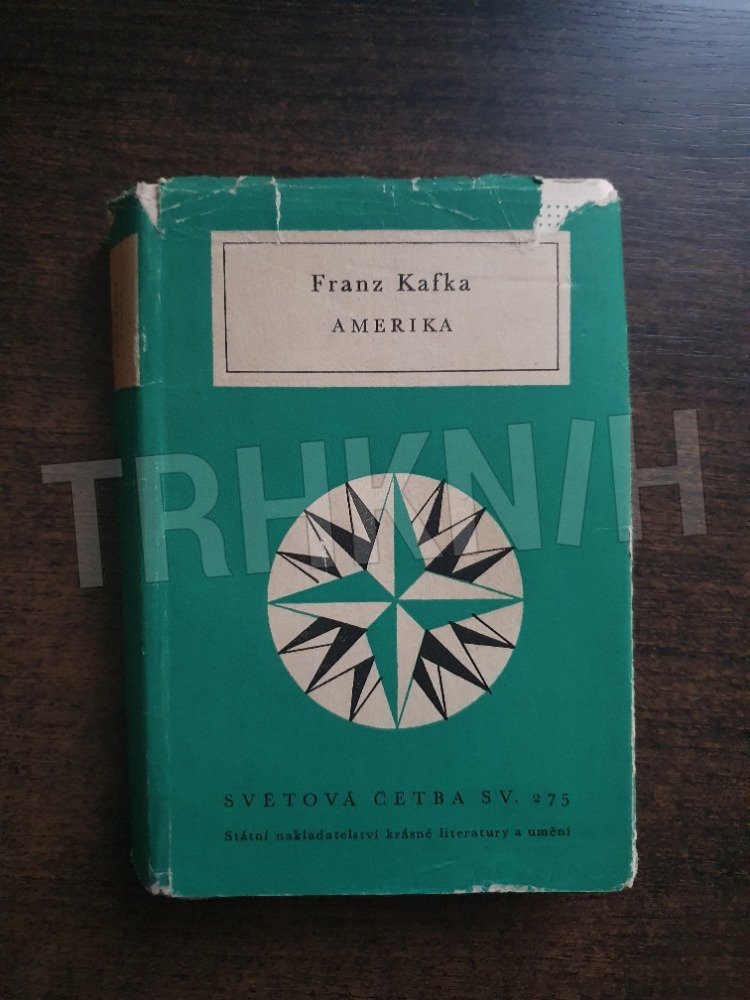 Franz Kafka
AMERIKA
TRHKNIH
SVĚTOVÁ ČETBA SV. 275
Státní nakladatelství krásné literatury a umění